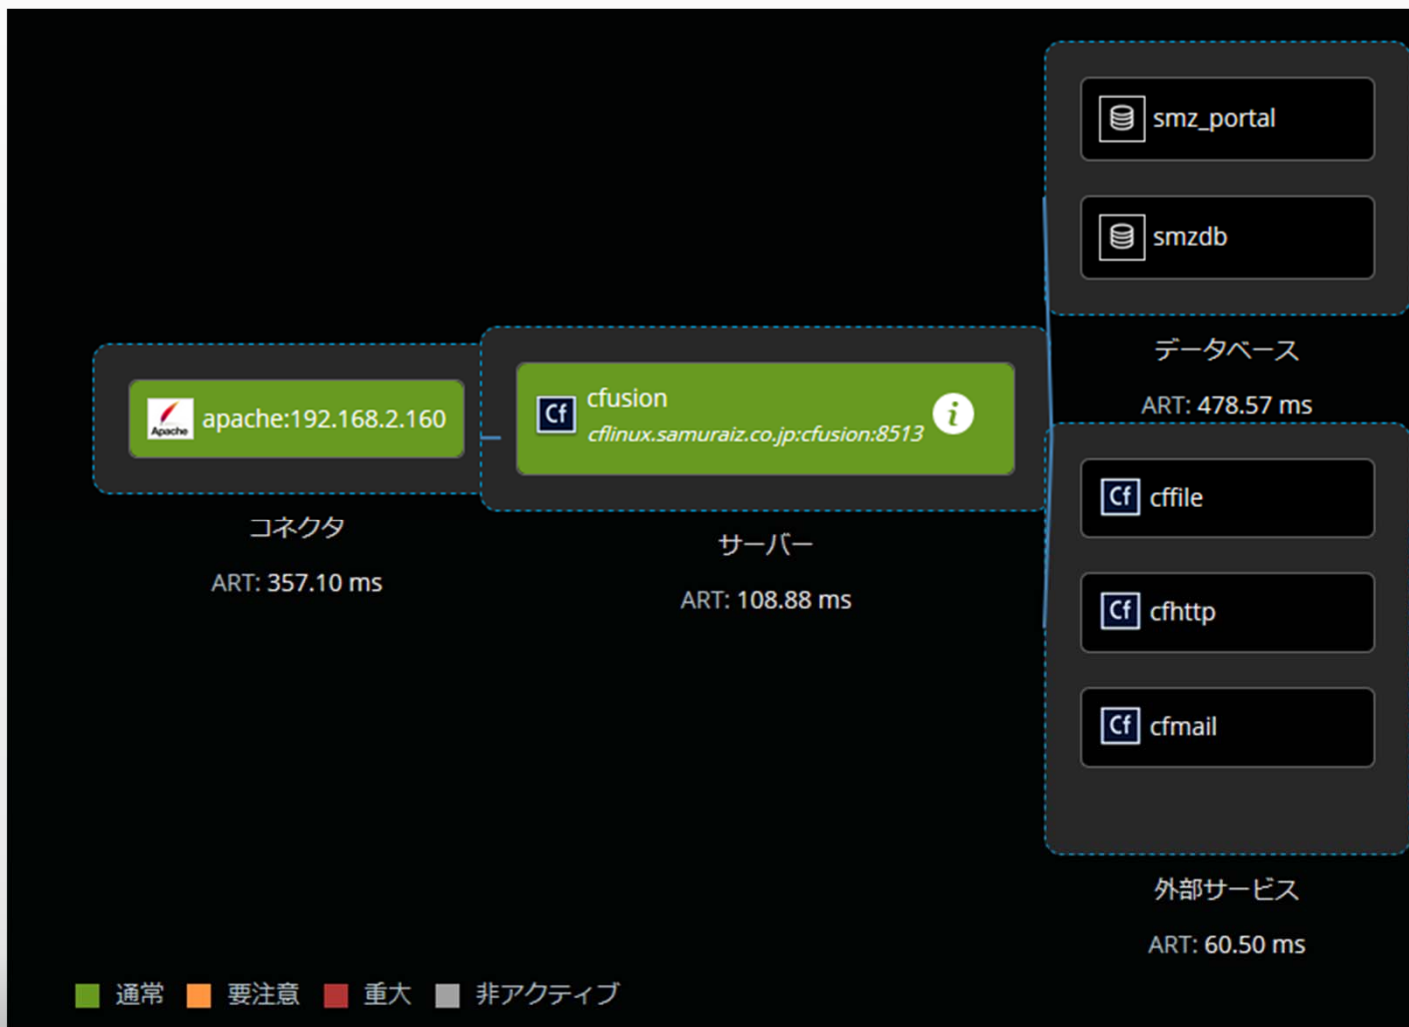 smz_portal
smzdb
データベース
ART: 478.57 ms
Apache
apache:192.168.2.160
コネクタ
ART: 357.10 ms
Cf
cfusion
cflinux.samuraiz.co.jp:cfusion:8513
i
サーバー
ART: 108.88 ms
Cf cffile
Cf cfhttp
Cf cfmail
外部サービス
ART: 60.50 ms
通常 要注意 重大 非アクティブ